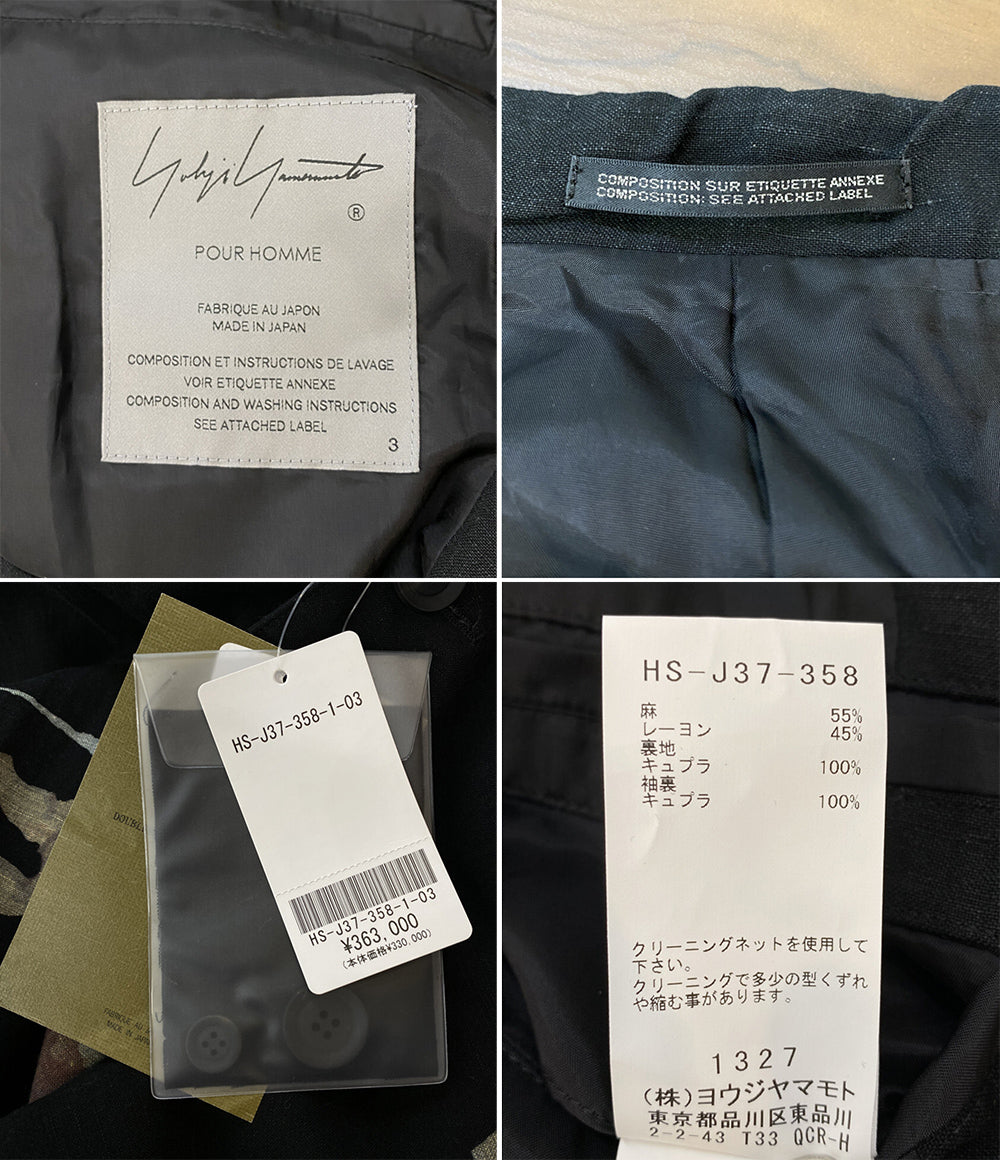 Yohji Yamamoto
®
POUR HOMME
FABRIQUE AU JAPON
MADE IN JAPAN
COMPOSITION ET INSTRUCTIONS DE LAVAGE
VOIR ETIQUETTE ANNEXE
COMPOSITION AND WASHING INSTRUCTIONS
SEE ATTACHED LABEL
3
COMPOSITION SUR ETIQUETTE ANNEXE
COMPOSITION: SEE ATTACHED LABEL
HS-J37-358-1-03
HS-J37-358-1-03
¥363,000
(本体価格¥330,000)
DOUBL
FABRIQUE AU J
MADE IN JAPA
HS-J37-358
麻 55%
レーヨン 45%
裏地
キュプラ 100%
袖裏
キュプラ 100%
クリーニングネットを使用して
下さい。
クリーニングで多少の型くずれ
や縮む事があります。
1327
(株)ヨウジヤマモト
東京都品川区東品川
2-2-43 T33 QCR-H